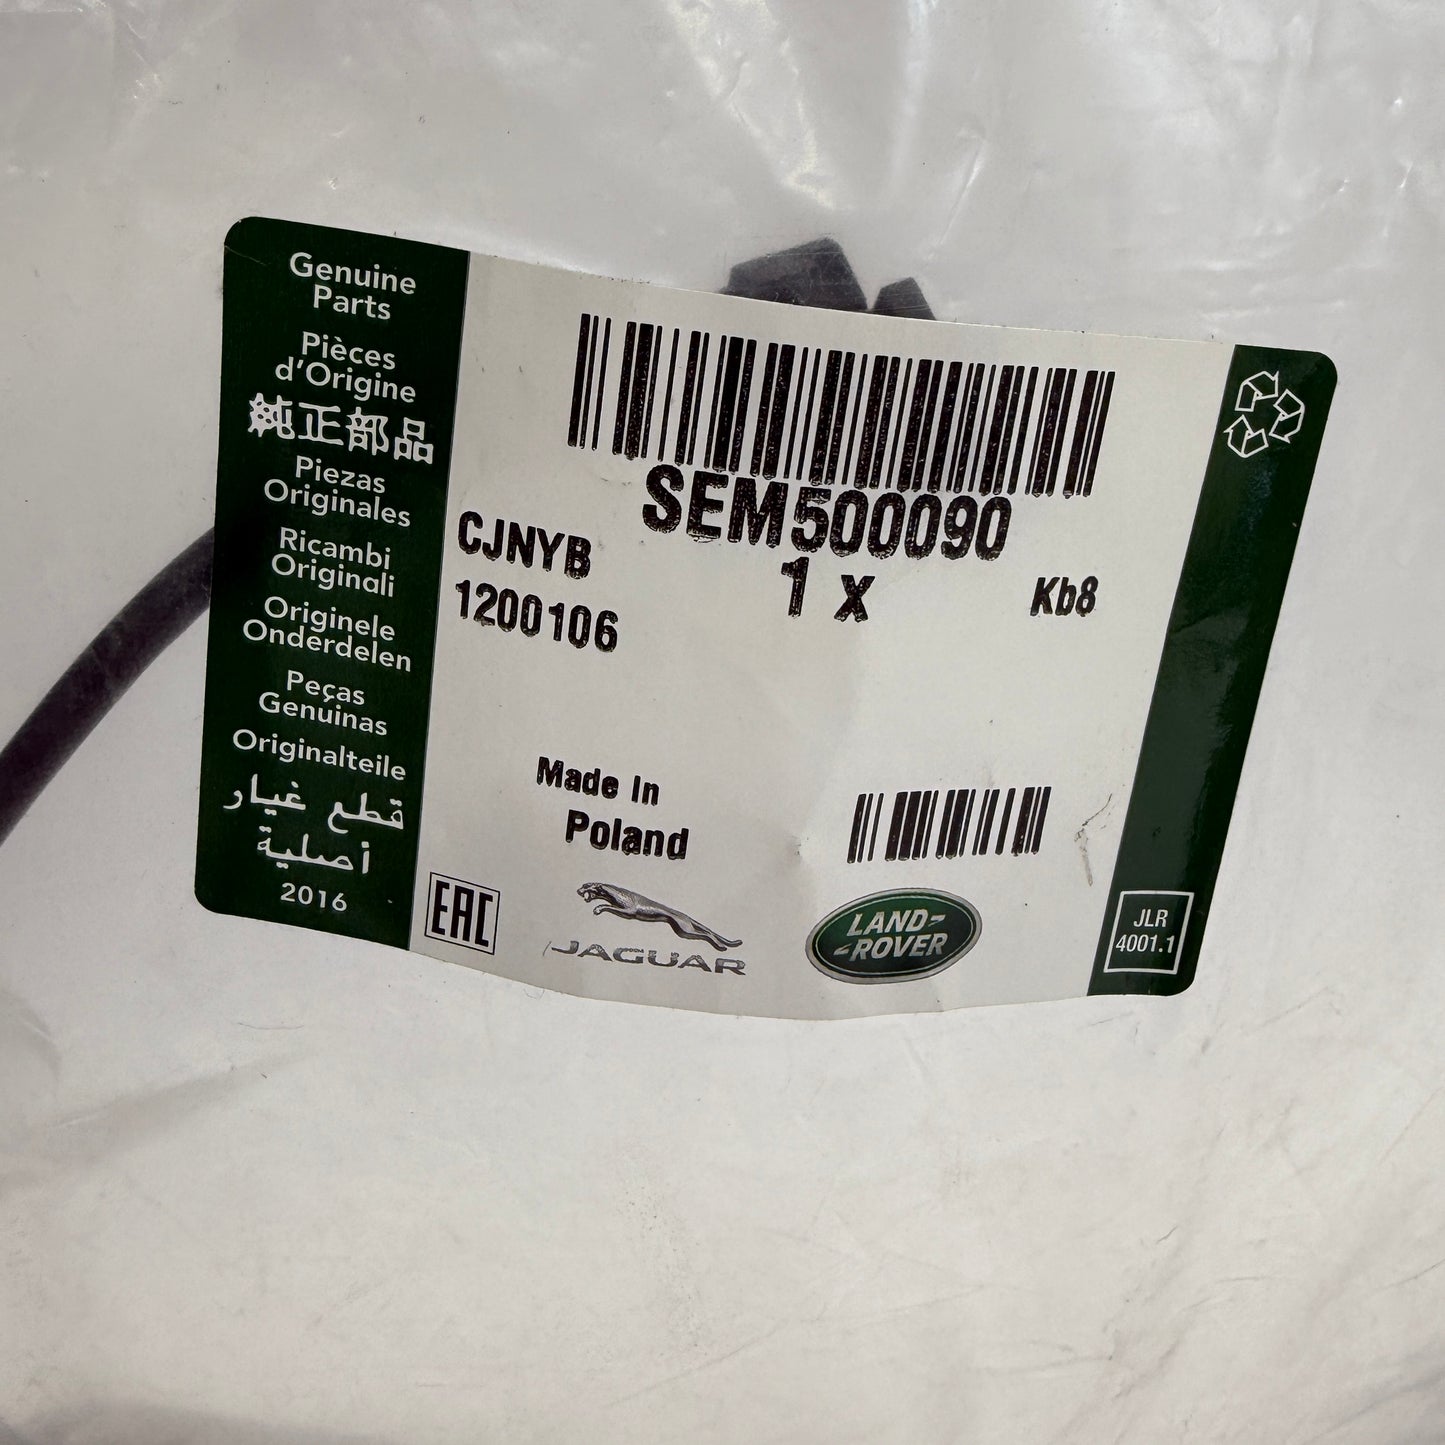 Genuine
Parts
Pièces
d'Origine
純正部品
Piezas
Originales
Ricambi
Originali
Originele
Onderdelen
Peças
Genuinas
Originalteile
قطع غيار
أصلية
2016
SEM500090
CJNYB
1200106
1 x
Kb8
Made In
Poland
EAC
JAGUAR
LAND-
-ROVER
JLR
4001.1